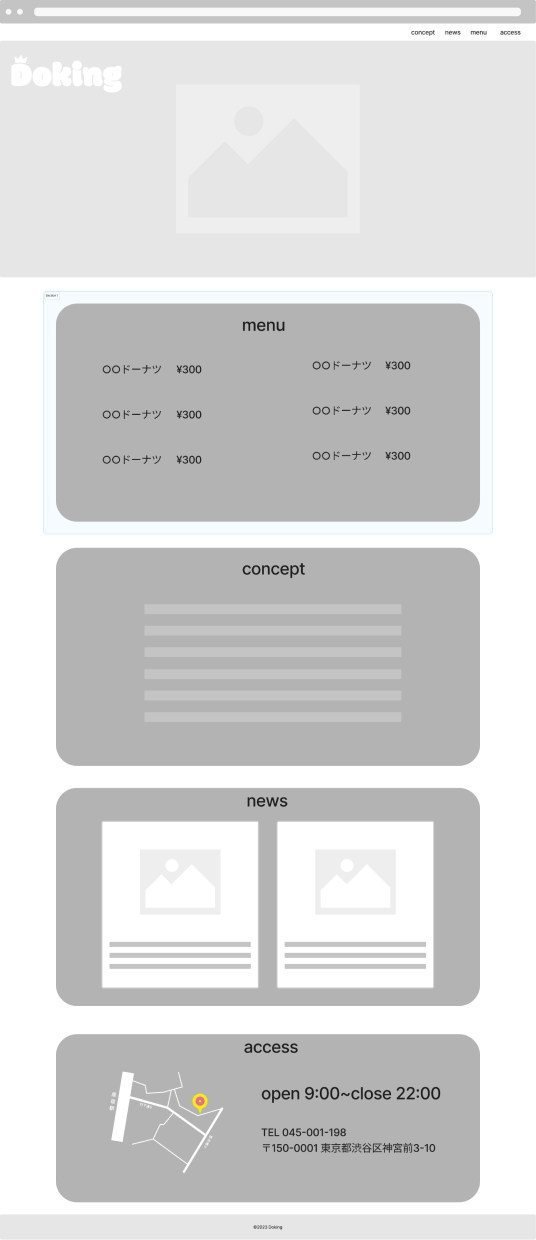 concept news menu access
Doking
Section 1
menu
〇〇ドーナツ ¥300
〇〇ドーナツ ¥300
〇〇ドーナツ ¥300
〇〇ドーナツ ¥300
〇〇ドーナツ ¥300
〇〇ドーナツ ¥300
concept
news
access
open 9:00~close 22:00
TEL 045-001-198
〒150-0001 東京都渋谷区神宮前3-10
©2023 Doking